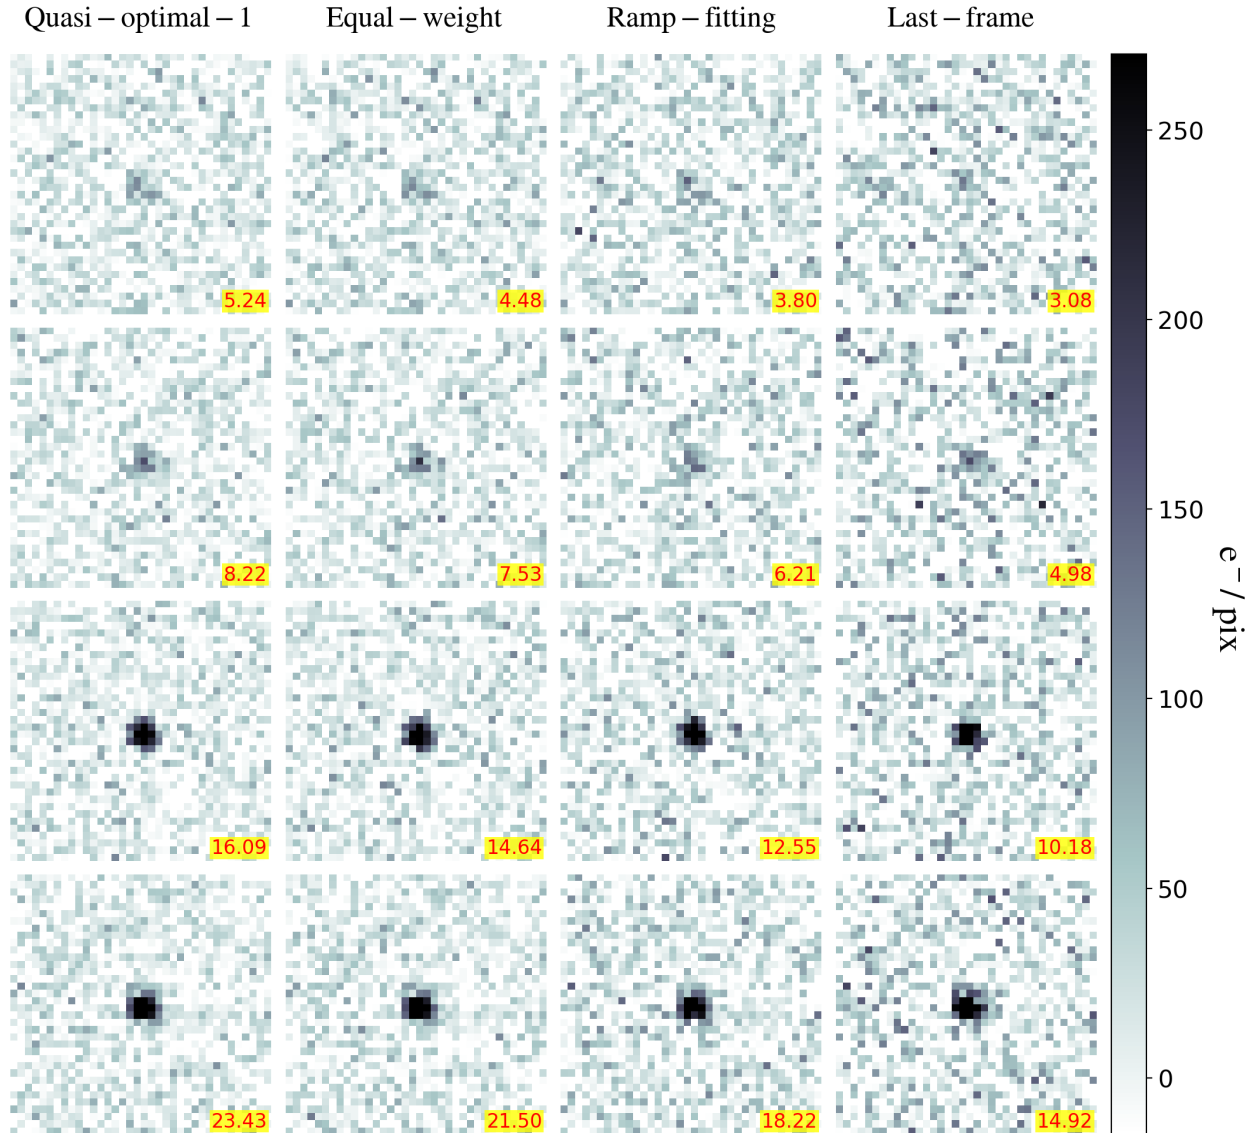 Quasi – optimal – 1 Equal – weight Ramp – fitting Last – frame
5.24 4.48 3.80 3.08
8.22 7.53 6.21 4.98
16.09 14.64 12.55 10.18
23.43 21.50 18.22 14.92
250
200
150
100
50
0
e⁻ / pix